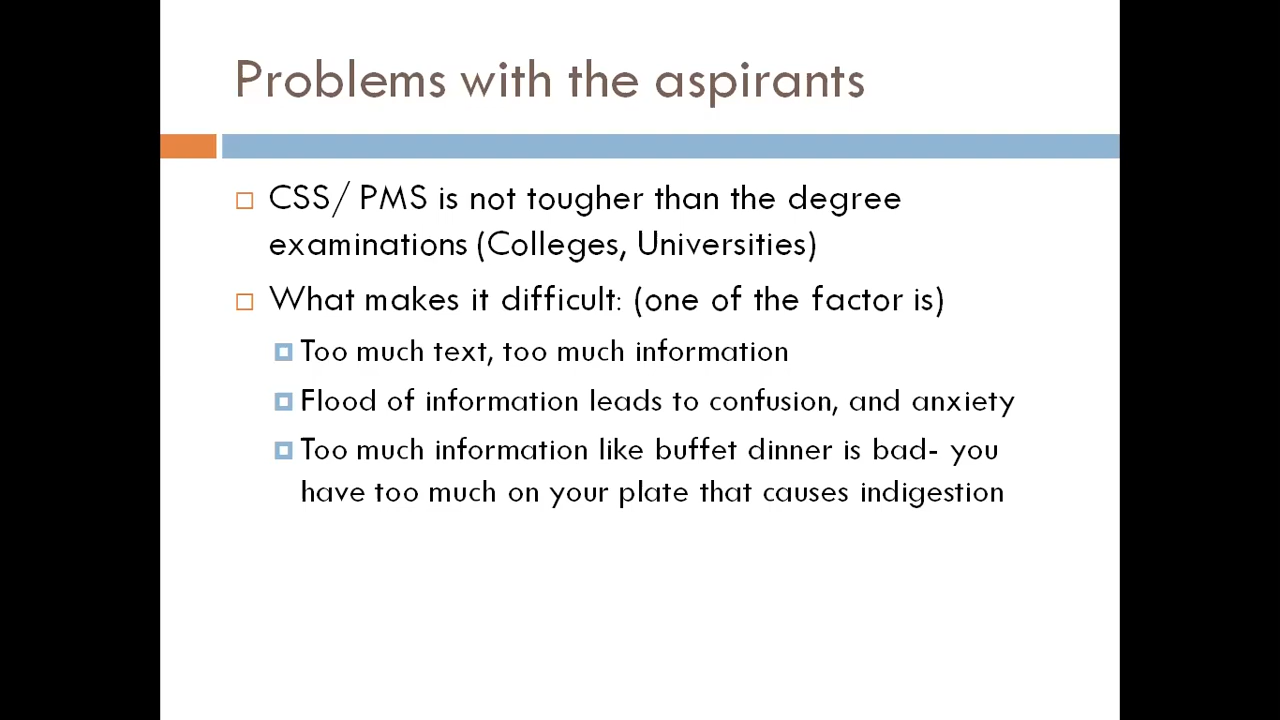 Problems with the aspirants
CSS/ PMS is not tougher than the degree
examinations (Colleges, Universities)
What makes it difficult: (one of the factor is)
Too much text, too much information
Flood of information leads to confusion, and anxiety
Too much information like buffet dinner is bad- you
have too much on your plate that causes indigestion